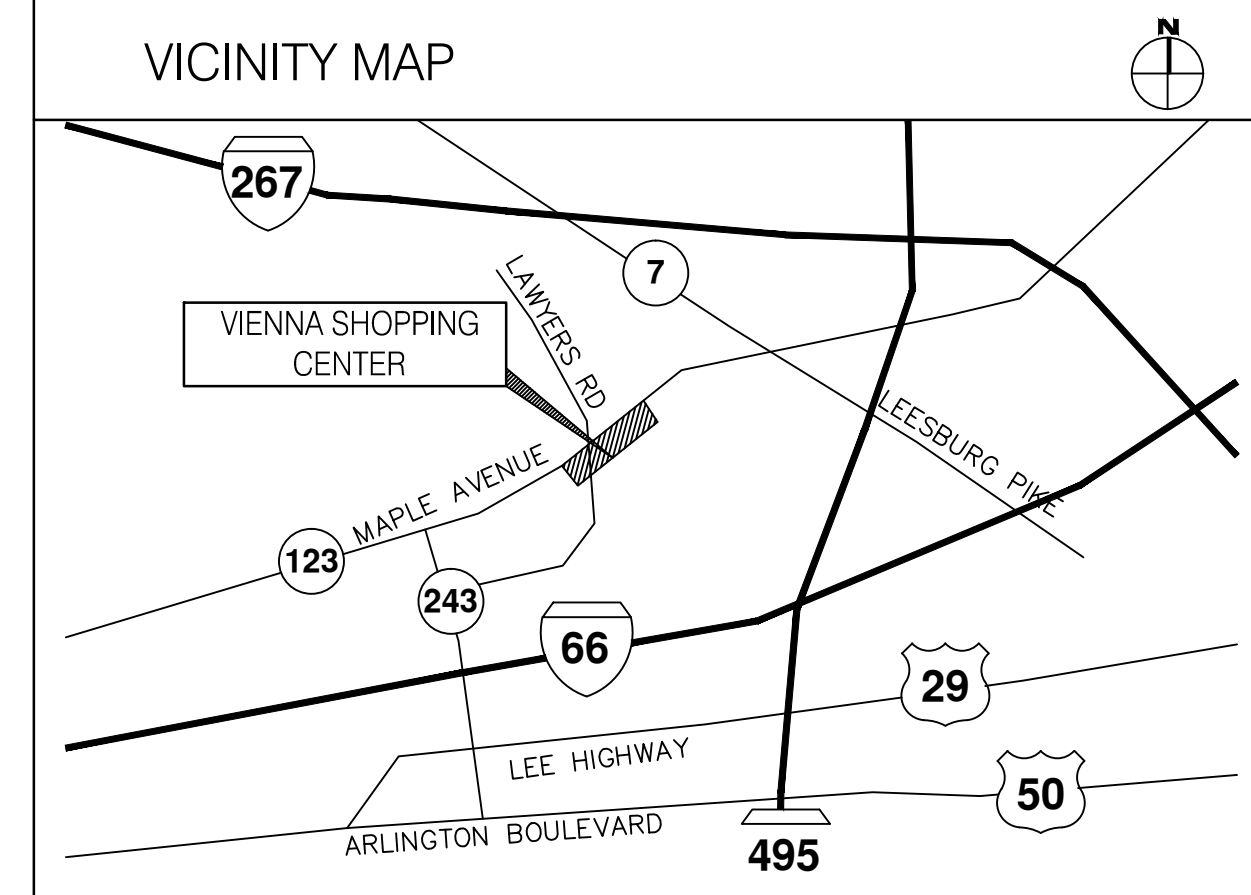 VICINITY MAP
N
267
7
LAWYERS RD
VIENNA SHOPPING
CENTER
LEESBURG PIKE
MAPLE AVENUE
123
243
66
29
LEE HIGHWAY
50
ARLINGTON BOULEVARD
495